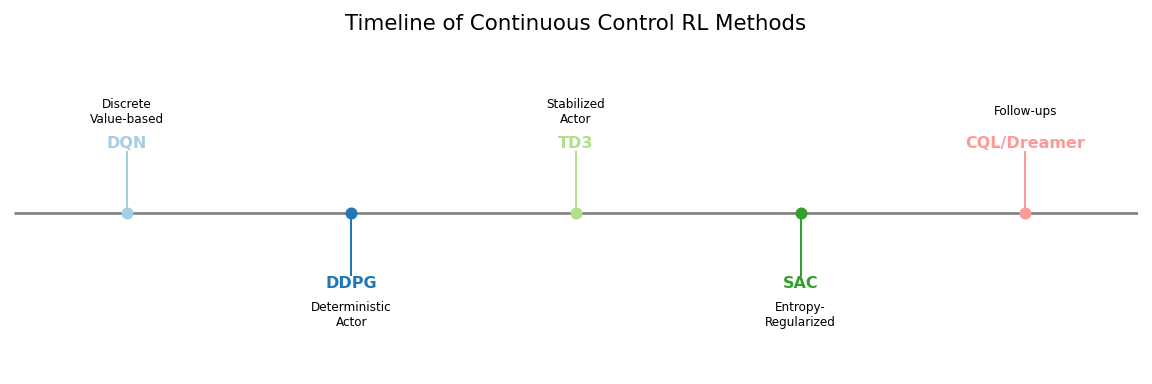 Timeline of Continuous Control RL Methods
Discrete
Value-based
DQN
DDPG
Deterministic
Actor
Stabilized
Actor
TD3
SAC
Entropy-
Regularized
Follow-ups
CQL/Dreamer